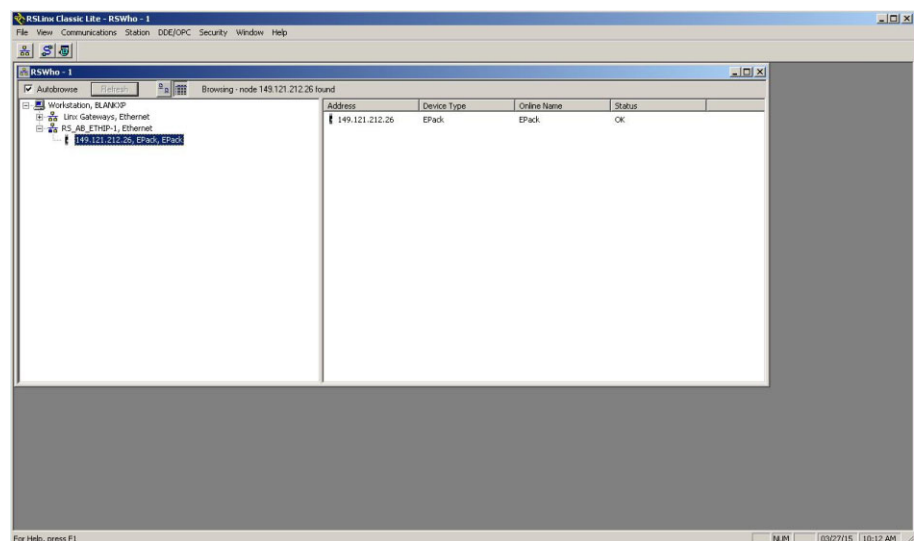 RSLinx Classic Lite - RSWho - 1
File View Communications Station DDE/OPC Security Window Help
RSWho - 1
Autobrowse Refresh Browsing - node 149.121.212.26 found
Workstation, BLANKXP
Linx Gateways, Ethernet
RS_AB_ETHIP-1, Ethernet
149.121.212.26, EPack, EPack
Address Device Type Online Name Status
149.121.212.26 EPack EPack OK
For Help, press F1 NUM 03/27/15 10:12 AM